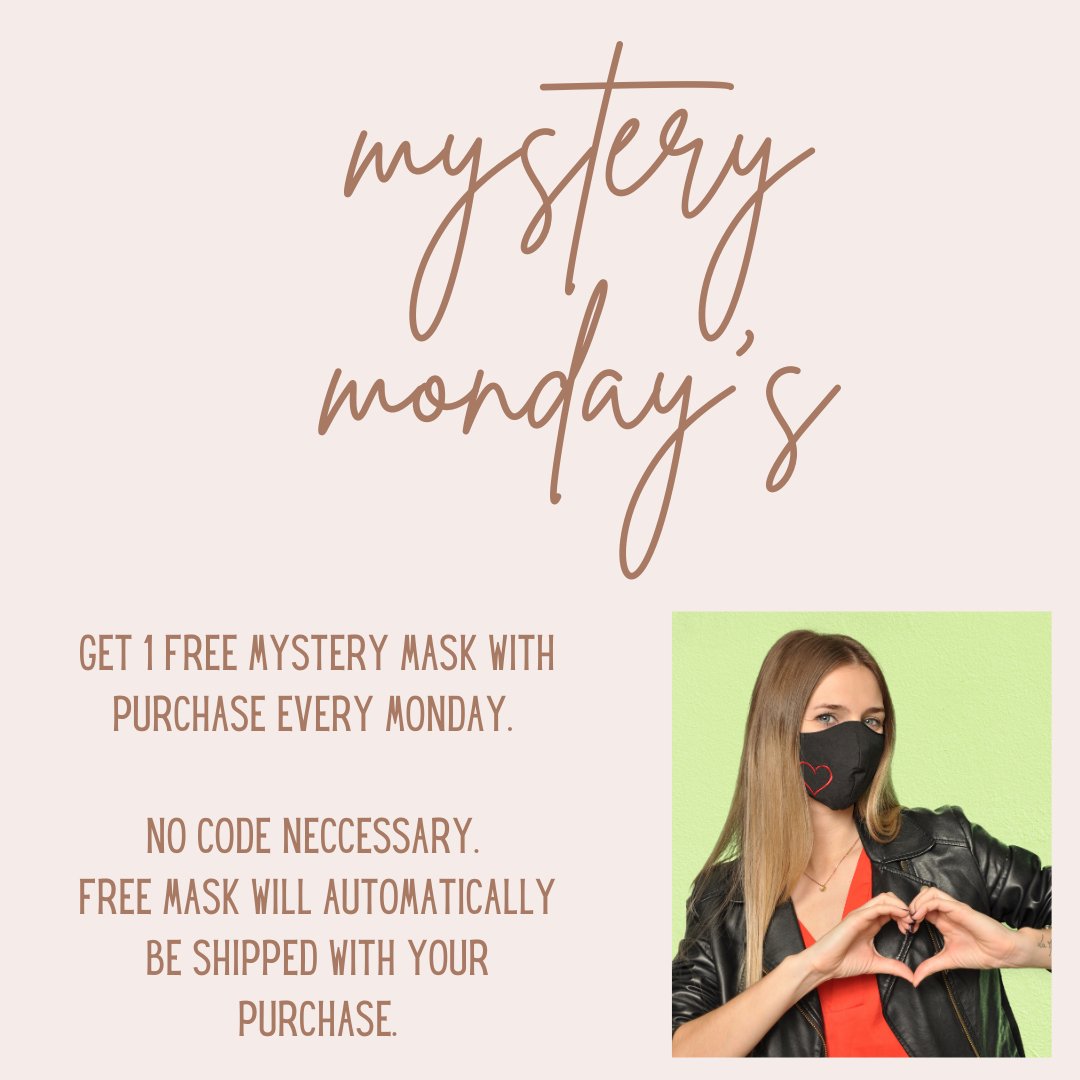 mystery
monday's
GET 1 FREE MYSTERY MASK WITH
PURCHASE EVERY MONDAY.
NO CODE NECCESSARY.
FREE MASK WILL AUTOMATICALLY
BE SHIPPED WITH YOUR
PURCHASE.